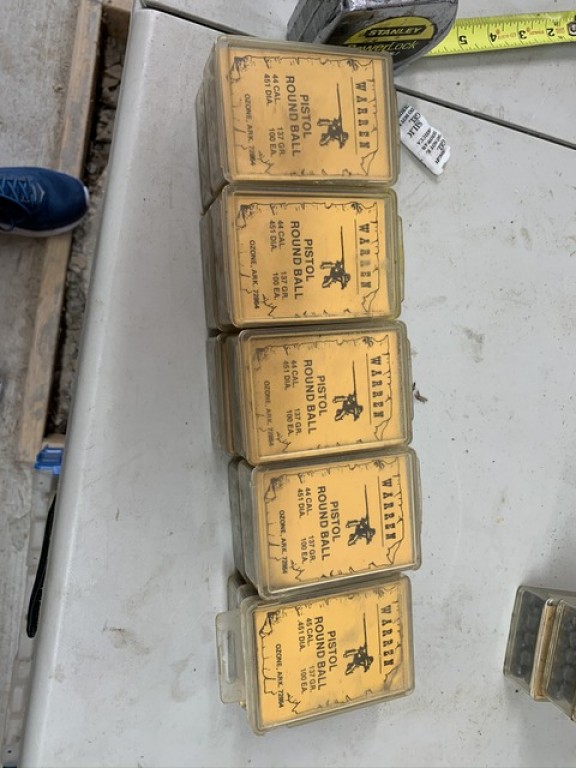 STANLEY
PowerLock
5 4 3 2
WARREN
PISTOL
ROUND BALL
44 CAL. 137 GR.
451 DIA. 100 EA.
OZONE, ARK. 72854
WARREN
PISTOL
ROUND BALL
44 CAL. 137 GR.
451 DIA. 100 EA.
OZONE, ARK. 72854
WARREN
PISTOL
ROUND BALL
44 CAL. 137 GR.
451 DIA. 100 EA.
OZONE, ARK. 72854
WARREN
PISTOL
ROUND BALL
44 CAL. 137 GR.
451 DIA. 100 EA.
OZONE, ARK. 72854
WARREN
PISTOL
ROUND BALL
45 CAL. 137 GR.
.451 DIA. 100 EA.
OZONE, ARK. 72854